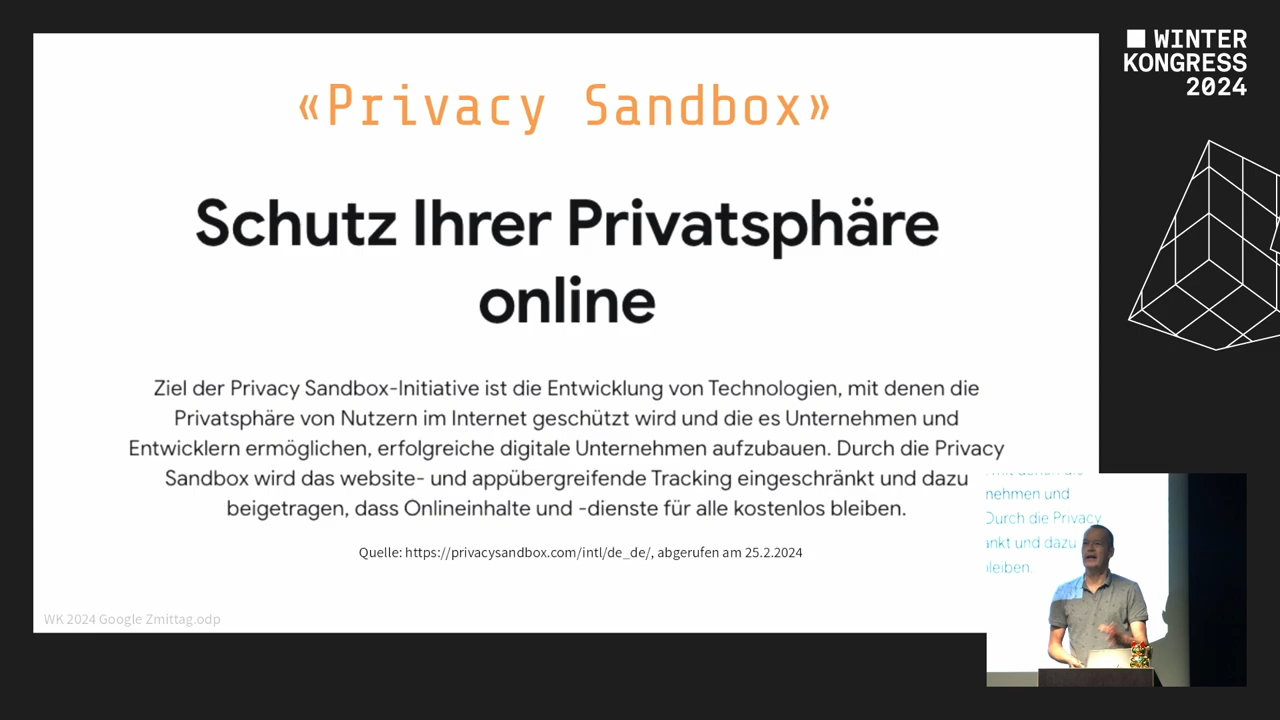 «Privacy Sandbox»
Schutz Ihrer Privatsphäre
online
Ziel der Privacy Sandbox-Initiative ist die Entwicklung von Technologien, mit denen die
Privatsphäre von Nutzern im Internet geschützt wird und die es Unternehmen und
Entwicklern ermöglichen, erfolgreiche digitale Unternehmen aufzubauen. Durch die Privacy
Sandbox wird das website- und appübergreifende Tracking eingeschränkt und dazu
beigetragen, dass Onlineinhalte und -dienste für alle kostenlos bleiben.
Quelle: https://privacysandbox.com/intl/de_de/, abgerufen am 25.2.2024
WK 2024 Google Zmittag.odp
WINTER
KONGRESS
2024
nehmen und
Durch die Privacy
änkt und dazu
bleiben.